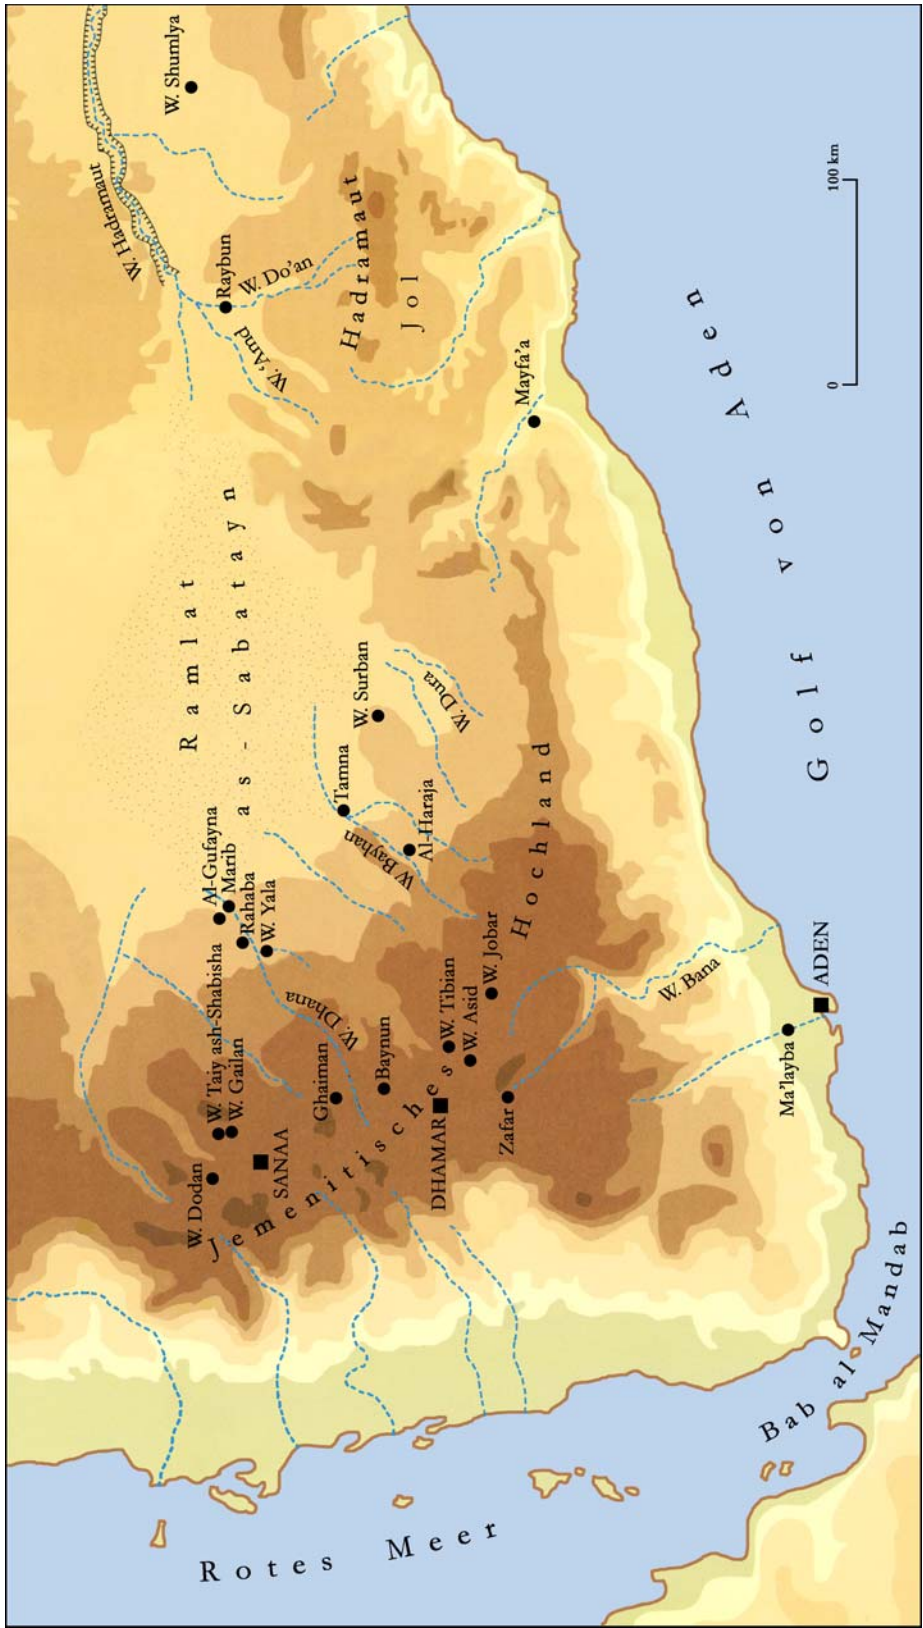 W. Shumlya
W. Hadramaut
Raybun
W. Do'an
W. 'Amd
Hadramaut
Jol
Mayfa'a
Ramlat
as - Sabatayn
W. Surban
W. Dura
Tamna
Al-Haraja
W. Bayhan
Al-Gufayna
Marib
Rahaba
W. Yala
W. Taiy ash-Shabisha
W. Gailan
W. Dhana
W. Dodan
SANAA
Ghaiman
Baynun
W. Tibian
W. Asid
W. Jobar
DHAMAR
Zafar
Jemenitisches
Hochland
W. Bana
Ma'layba
ADEN
Rotes Meer
Bab al Mandab
Golf von Aden
0
100 km